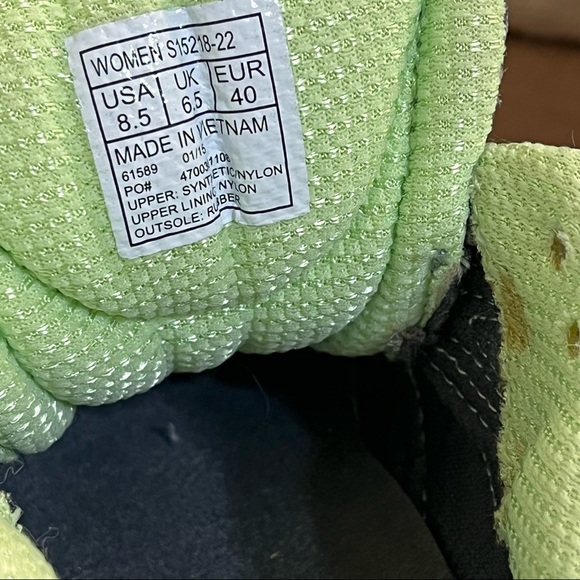 WOMEN S15218-22
USA UK EUR
8.5 6.5 40
MADE IN VIETNAM
61589 01/15
PO# 4700311108
UPPER: SYNTHETIC/NYLON
UPPER LINING: NYLON
OUTSOLE: RUBBER